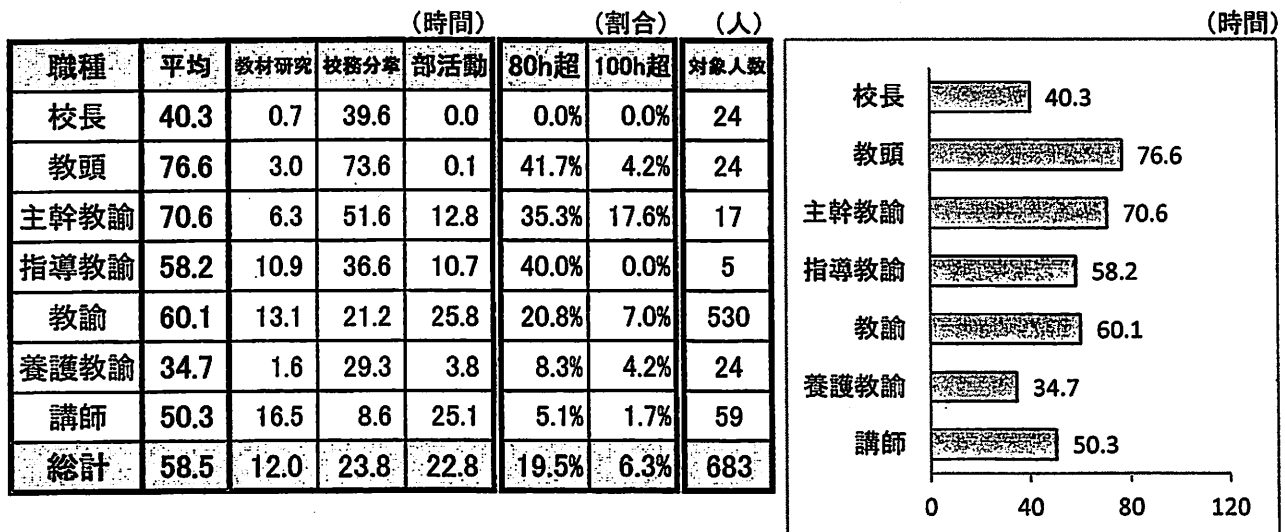 (時間) (割合) (人)
職種 平均 教材研究 校務分掌 部活動 80h超 100h超 対象人数
校長 40.3 0.7 39.6 0.0 0.0% 0.0% 24
教頭 76.6 3.0 73.6 0.1 41.7% 4.2% 24
主幹教諭 70.6 6.3 51.6 12.8 35.3% 17.6% 17
指導教諭 58.2 10.9 36.6 10.7 40.0% 0.0% 5
教諭 60.1 13.1 21.2 25.8 20.8% 7.0% 530
養護教諭 34.7 1.6 29.3 3.8 8.3% 4.2% 24
講師 50.3 16.5 8.6 25.1 5.1% 1.7% 59
総計 58.5 12.0 23.8 22.8 19.5% 6.3% 683
(時間)
校長 40.3
教頭 76.6
主幹教諭 70.6
指導教諭 58.2
教諭 60.1
養護教諭 34.7
講師 50.3
0 40 80 120